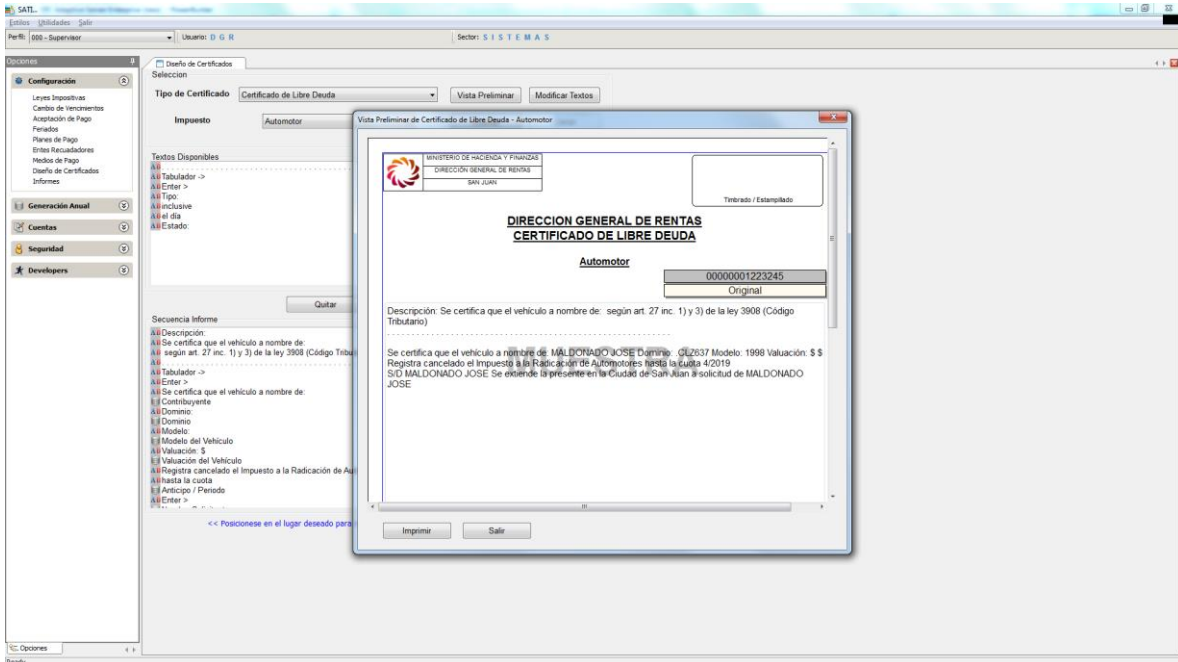 SATI..
Estilos Utilidades Salir
Perfil: 000 - Supervisor Usuario: D G R Sector: S I S T E M A S
Opciones
Configuración
Leyes Impositivas
Cambio de Vencimientos
Aceptación de Pago
Feriados
Planes de Pago
Entes Recuadadores
Medios de Pago
Diseño de Certificados
Informes
Generación Anual
Cuentas
Seguridad
Developers
Opciones
Diseño de Certificados
Seleccion
Tipo de Certificado Certificado de Libre Deuda Vista Preliminar Modificar Textos
Impuesto Automotor
Textos Disponibles
Tabulador ->
Enter >
Tipo:
inclusive
el día
Estado:
Quitar
Secuencia Informe
Descripción:
Se certifica que el vehículo a nombre de:
según art. 27 inc. 1) y 3) de la ley 3908 (Código Tribu
Tabulador ->
Enter >
Se certifica que el vehículo a nombre de:
Contribuyente
Dominio:
Dominio
Modelo:
Modelo del Vehículo
Valuación: $
Valuación del Vehículo
Registra cancelado el Impuesto a la Radicación de Au
hasta la cuota
Anticipo / Periodo
Enter >
<< Posicionese en el lugar deseado para
Vista Preliminar de Certificado de Libre Deuda - Automotor
MINISTERIO DE HACIENDA Y FINANZAS
DIRECCIÓN GENERAL DE RENTAS
SAN JUAN
Timbrado / Estampillado
DIRECCION GENERAL DE RENTAS
CERTIFICADO DE LIBRE DEUDA
Automotor
00000001223245
Original
Descripción: Se certifica que el vehículo a nombre de: según art. 27 inc. 1) y 3) de la ley 3908 (Código
Tributario)
Se certifica que el vehículo a nombre de: MALDONADO JOSE Dominio: CLZ637 Modelo: 1998 Valuación: $ $
Registra cancelado el Impuesto a la Radicación de Automotores hasta la cuota 4/2019
S/D MALDONADO JOSE Se extiende la presente en la Ciudad de San Juan a solicitud de MALDONADO
JOSE
MUESTRA
Imprimir Salir